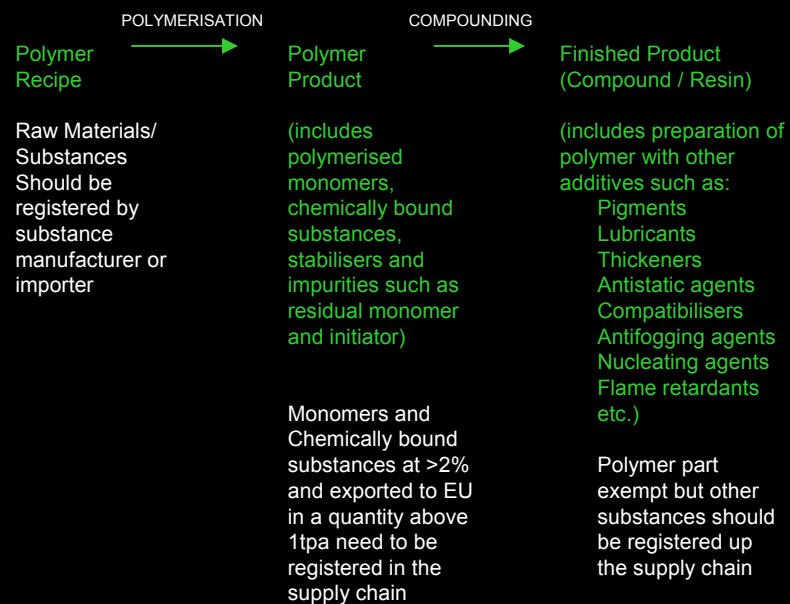 POLYMERISATION
COMPOUNDING
Polymer
Recipe
Polymer
Product
Finished Product
(Compound / Resin)
Raw Materials/
Substances
Should be
registered by
substance
manufacturer or
importer
(includes
polymerised
monomers,
chemically bound
substances,
stabilisers and
impurities such as
residual monomer
and initiator)
Monomers and
Chemically bound
substances at >2%
and exported to EU
in a quantity above
1tpa need to be
registered in the
supply chain
(includes preparation of
polymer with other
additives such as:
Pigments
Lubricants
Thickeners
Antistatic agents
Compatibilisers
Antifogging agents
Nucleating agents
Flame retardants
etc.)
Polymer part
exempt but other
substances should
be registered up
the supply chain